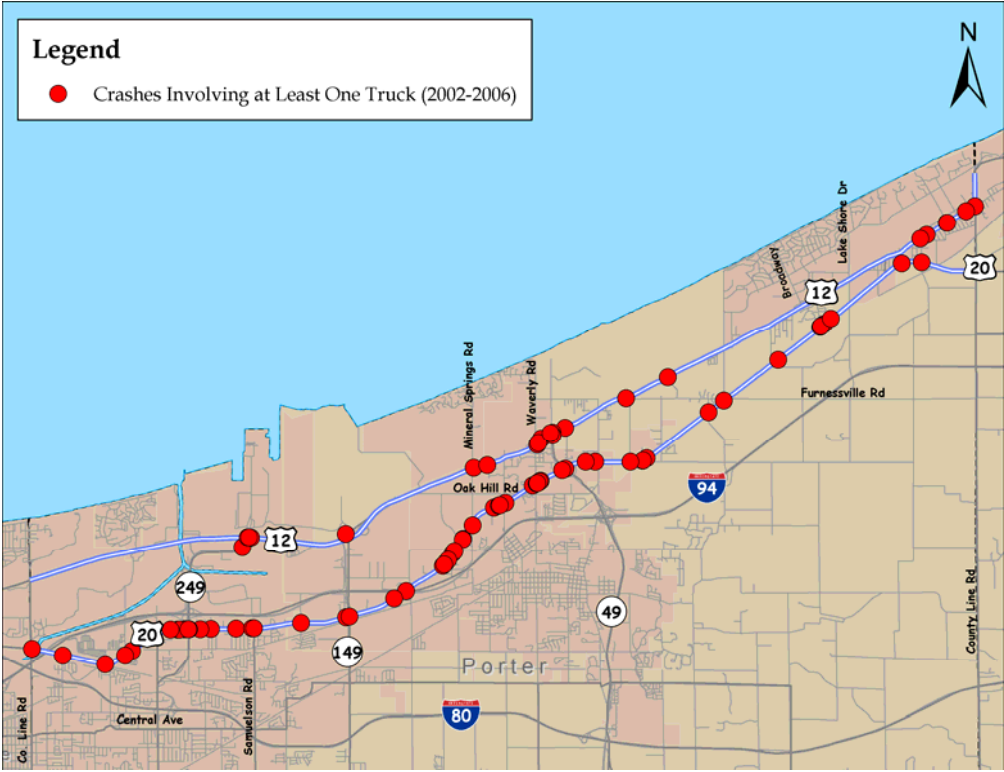 Legend
Crashes Involving at Least One Truck (2002-2006)
N
Lake Shore Dr
Broadway
20
12
Mineral Springs Rd
Waverly Rd
Furnessville Rd
Oak Hill Rd
94
12
249
49
County Line Rd
20
149
Porter
Co. Line Rd
Central Ave
Samuelson Rd
80